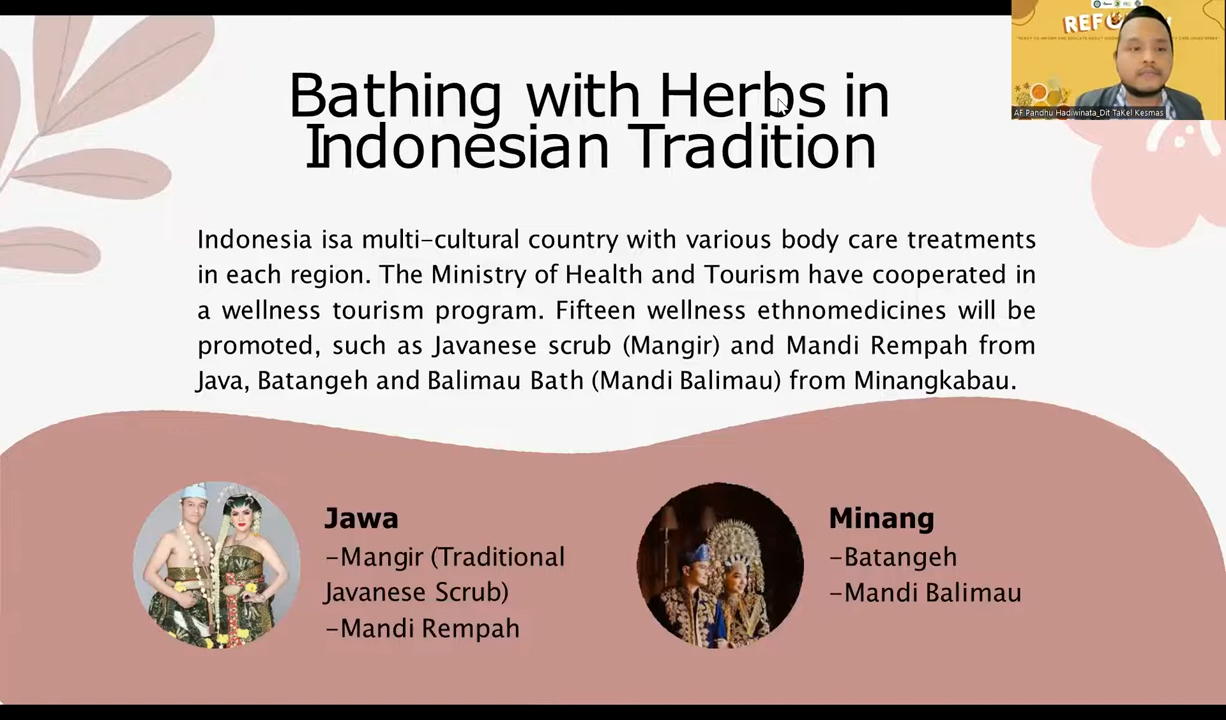 Bathing with Herbs in
Indonesian Tradition
Indonesia isa multi-cultural country with various body care treatments
in each region. The Ministry of Health and Tourism have cooperated in
a wellness tourism program. Fifteen wellness ethnomedicines will be
promoted, such as Javanese scrub (Mangir) and Mandi Rempah from
Java, Batangeh and Balimau Bath (Mandi Balimau) from Minangkabau.
Jawa
-Mangir (Traditional
Javanese Scrub)
-Mandi Rempah
Minang
-Batangeh
-Mandi Balimau
AF Pandhu Hadiwinata_Dit TaKel Kesmas